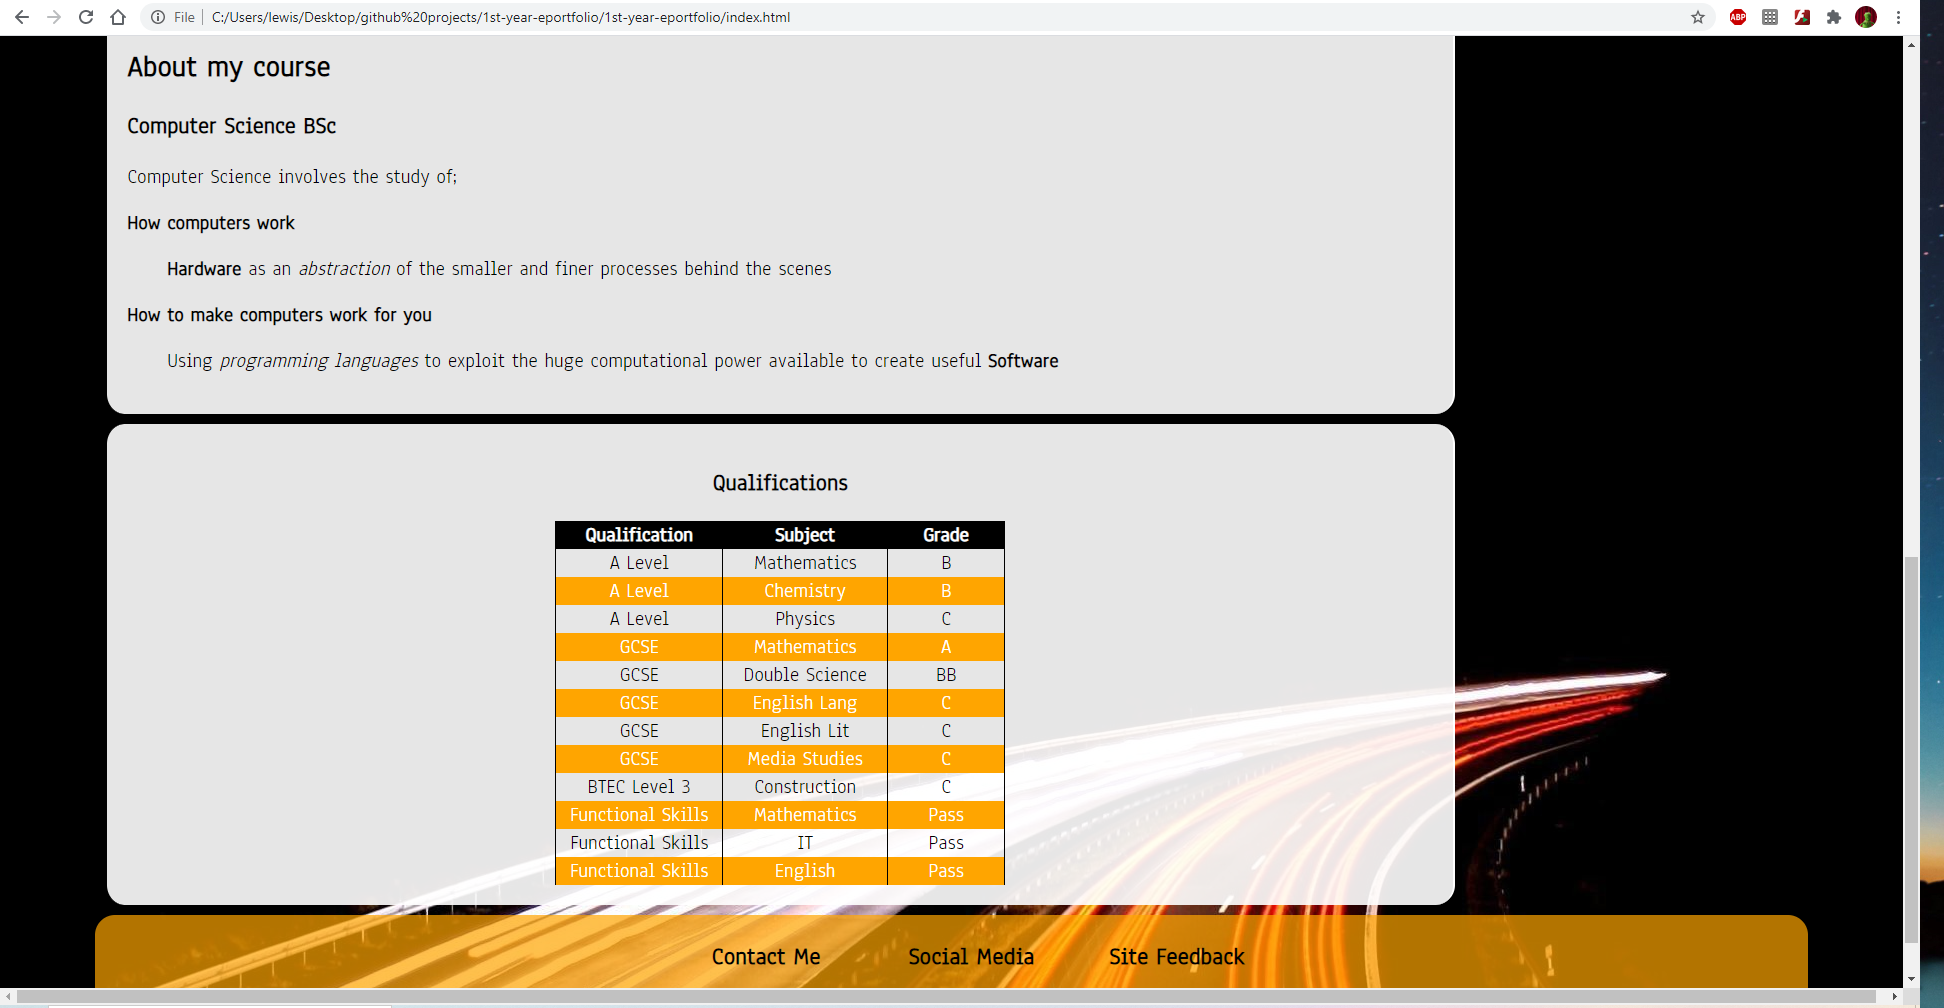 File C:/Users/lewis/Desktop/github%20projects/1st-year-eportfolio/1st-year-eportfolio/index.html
ABP
About my course
Computer Science BSc
Computer Science involves the study of;
How computers work
Hardware as an abstraction of the smaller and finer processes behind the scenes
How to make computers work for you
Using programming languages to exploit the huge computational power available to create useful Software
Qualifications
Qualification Subject Grade
A Level Mathematics B
A Level Chemistry B
A Level Physics C
GCSE Mathematics A
GCSE Double Science BB
GCSE English Lang C
GCSE English Lit C
GCSE Media Studies C
BTEC Level 3 Construction C
Functional Skills Mathematics Pass
Functional Skills IT Pass
Functional Skills English Pass
Contact Me Social Media Site Feedback